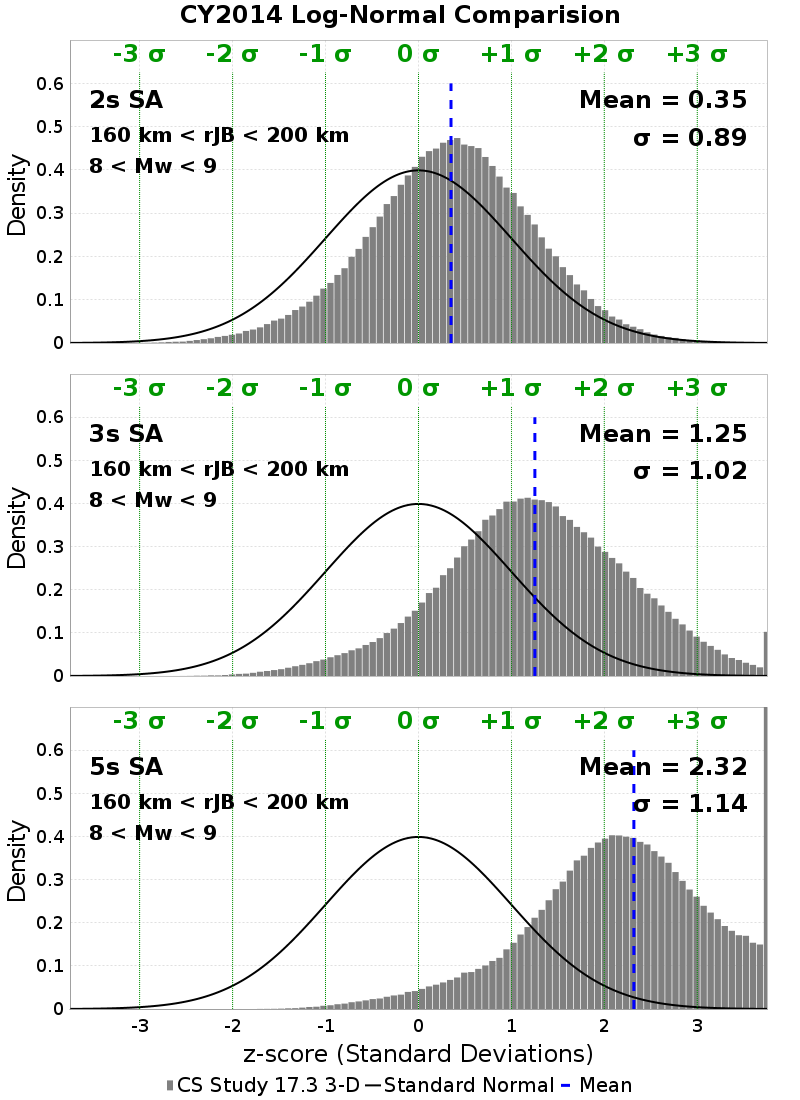 CY2014 Log-Normal Comparision
-3 σ -2 σ -1 σ 0 σ +1 σ +2 σ +3 σ
0.6
2s SA Mean = 0.35
0.5
160 km < rJB < 200 km σ = 0.89
8 < Mw < 9
0.4
0.3
0.2
0.1
0
Density
-3 σ -2 σ -1 σ 0 σ +1 σ +2 σ +3 σ
0.6
3s SA Mean = 1.25
0.5
160 km < rJB < 200 km σ = 1.02
8 < Mw < 9
0.4
0.3
0.2
0.1
0
Density
-3 σ -2 σ -1 σ 0 σ +1 σ +2 σ +3 σ
0.6
5s SA Mean = 2.32
0.5
160 km < rJB < 200 km σ = 1.14
8 < Mw < 9
0.4
0.3
0.2
0.1
0
Density
-3 -2 -1 0 1 2 3
z-score (Standard Deviations)
CS Study 17.3 3-D Standard Normal Mean